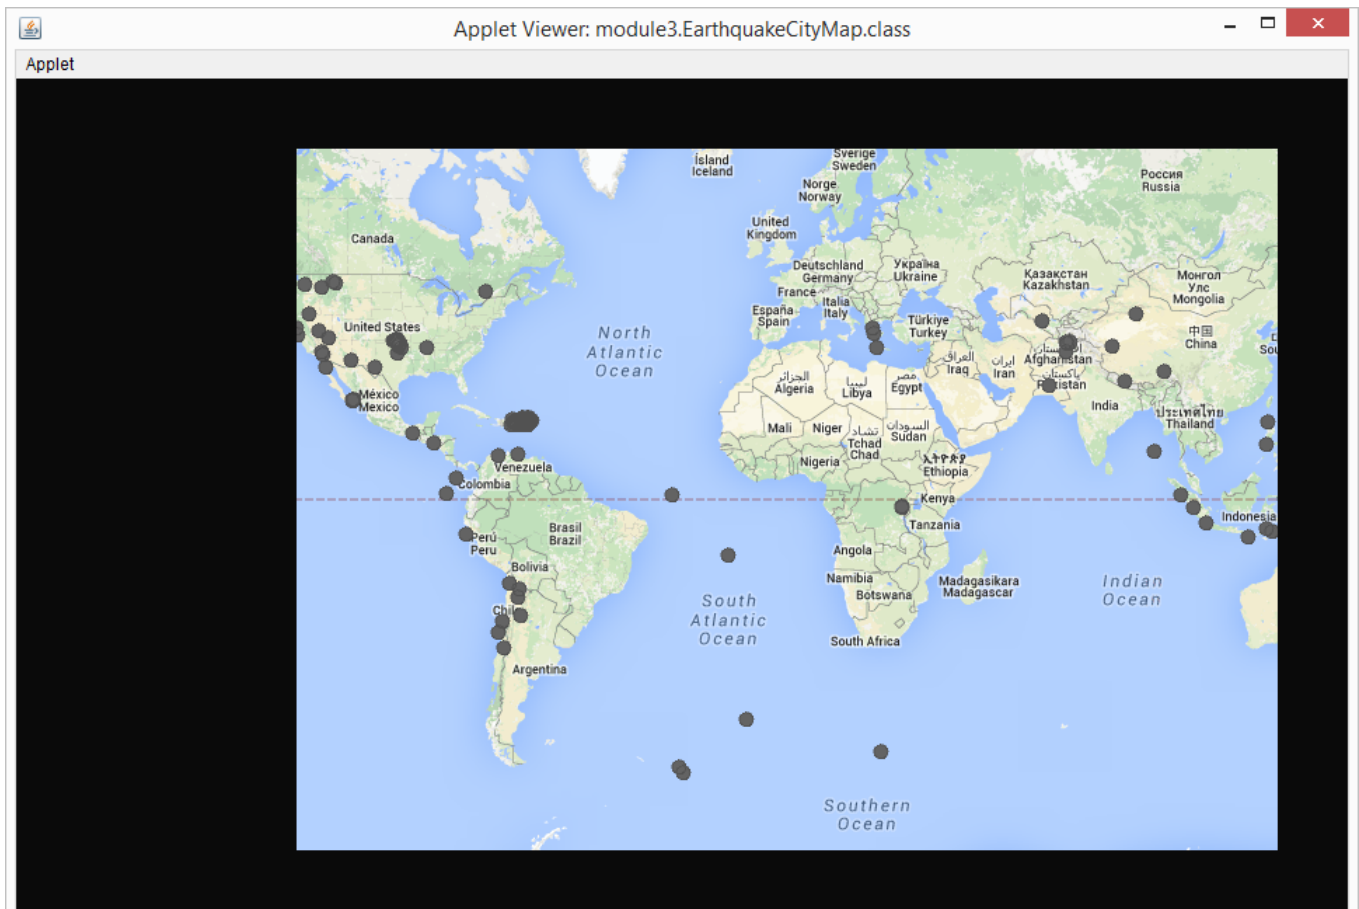 Applet Viewer: module3.EarthquakeCityMap.class
Applet
Ísland
Iceland
Sverige
Sweden
Norge
Norway
Россия
Russia
Canada
United
Kingdom
Deutschland
Germany
Україна
Ukraine
Қазақстан
Kazakhstan
Монгол
Улс
Mongolia
France
Italia
Italy
España
Spain
Türkiye
Turkey
United States
North
Atlantic
Ocean
中国
China
العراق
Iraq
ایران
Iran
Afghanistan
پاکستان
الجزائر
Algeria
ليبيا
Libya
مصر
Egypt
México
Mexico
India
ประเทศไทย
Thailand
Mali
Niger
تشاد
Tchad
Chad
السودان
Sudan
Nigeria
ኢትዮጵያ
Ethiopia
Venezuela
Colombia
Kenya
Tanzania
Indonesia
Brasil
Brazil
Perú
Peru
Angola
Bolivia
Namibia
Botswana
Madagasikara
Madagascar
Indian
Ocean
South
Atlantic
Ocean
South Africa
Argentina
Southern
Ocean